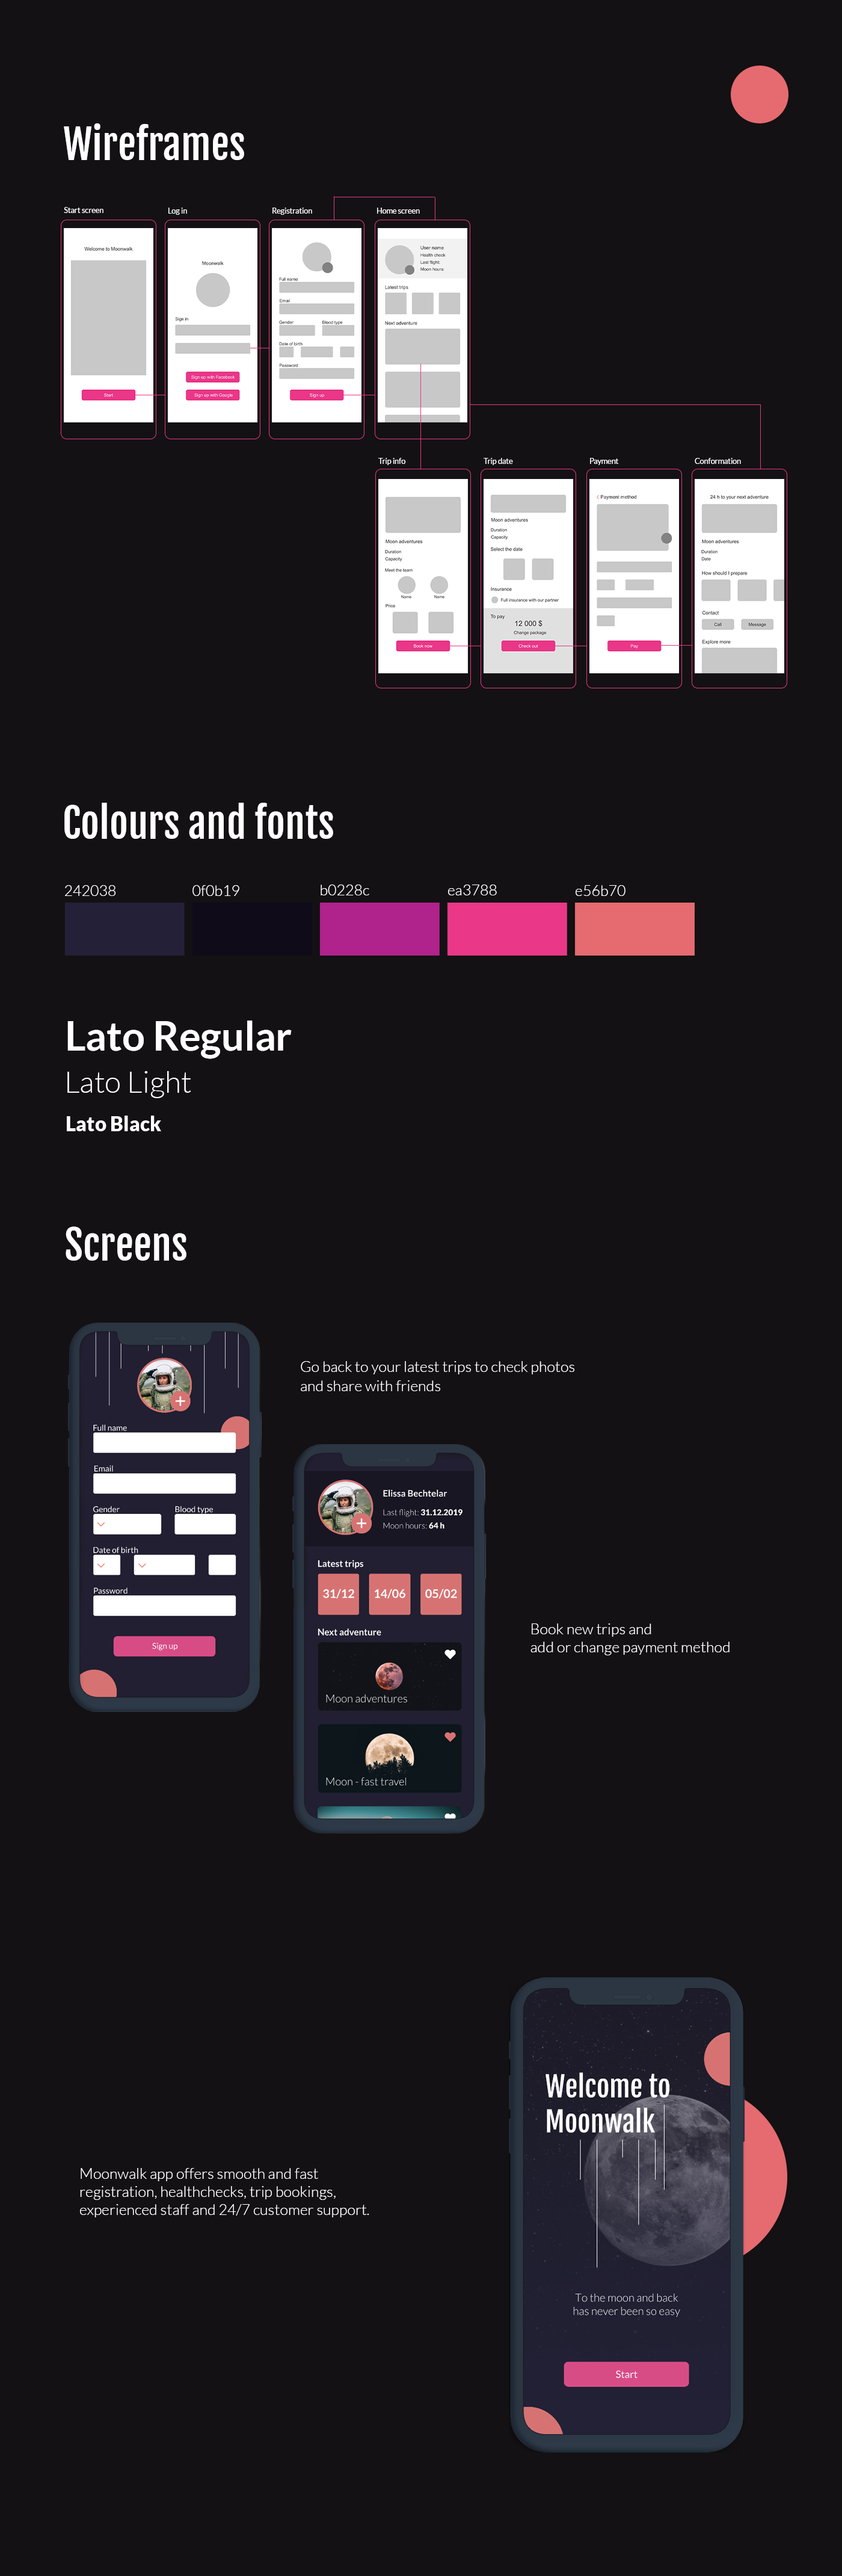 Wireframes
Start screen
Log in
Registration
Home screen
Welcome to Moonwalk
Start
Moonwalk
Sign in
Sign up with Facebook
Sign up with Google
Full name
Email
Gender
Blood type
Date of birth
Password
Sign up
User name
Health check
Last flight:
Moon hours:
Latest trips
Next adventure
Trip info
Trip date
Payment
Conformation
Moon adventures
Duration
Capacity
Meet the team
Name
Name
Price
Book now
Moon adventures
Duration
Capacity
Select the date
Insurance
Full insurance with our partner
To pay
12 000 $
Change package
Check out
Payment method
Pay
24 h to your next adventure
Moon adventures
Duration
Date
How should I prepare
Contact
Call
Message
Explore more
Colours and fonts
242038
0f0b19
b0228c
ea3788
e56b70
Lato Regular
Lato Light
Lato Black
Screens
Full name
Email
Gender
Blood type
Date of birth
Password
Sign up
Go back to your latest trips to check photos
and share with friends
Elissa Bechtelar
Last flight: 31.12.2019
Moon hours: 64 h
Latest trips
31/12
14/06
05/02
Next adventure
Moon adventures
Moon - fast travel
Book new trips and
add or change payment method
Welcome to
Moonwalk
To the moon and back
has never been so easy
Start
Moonwalk app offers smooth and fast
registration, healthchecks, trip bookings,
experienced staff and 24/7 customer support.